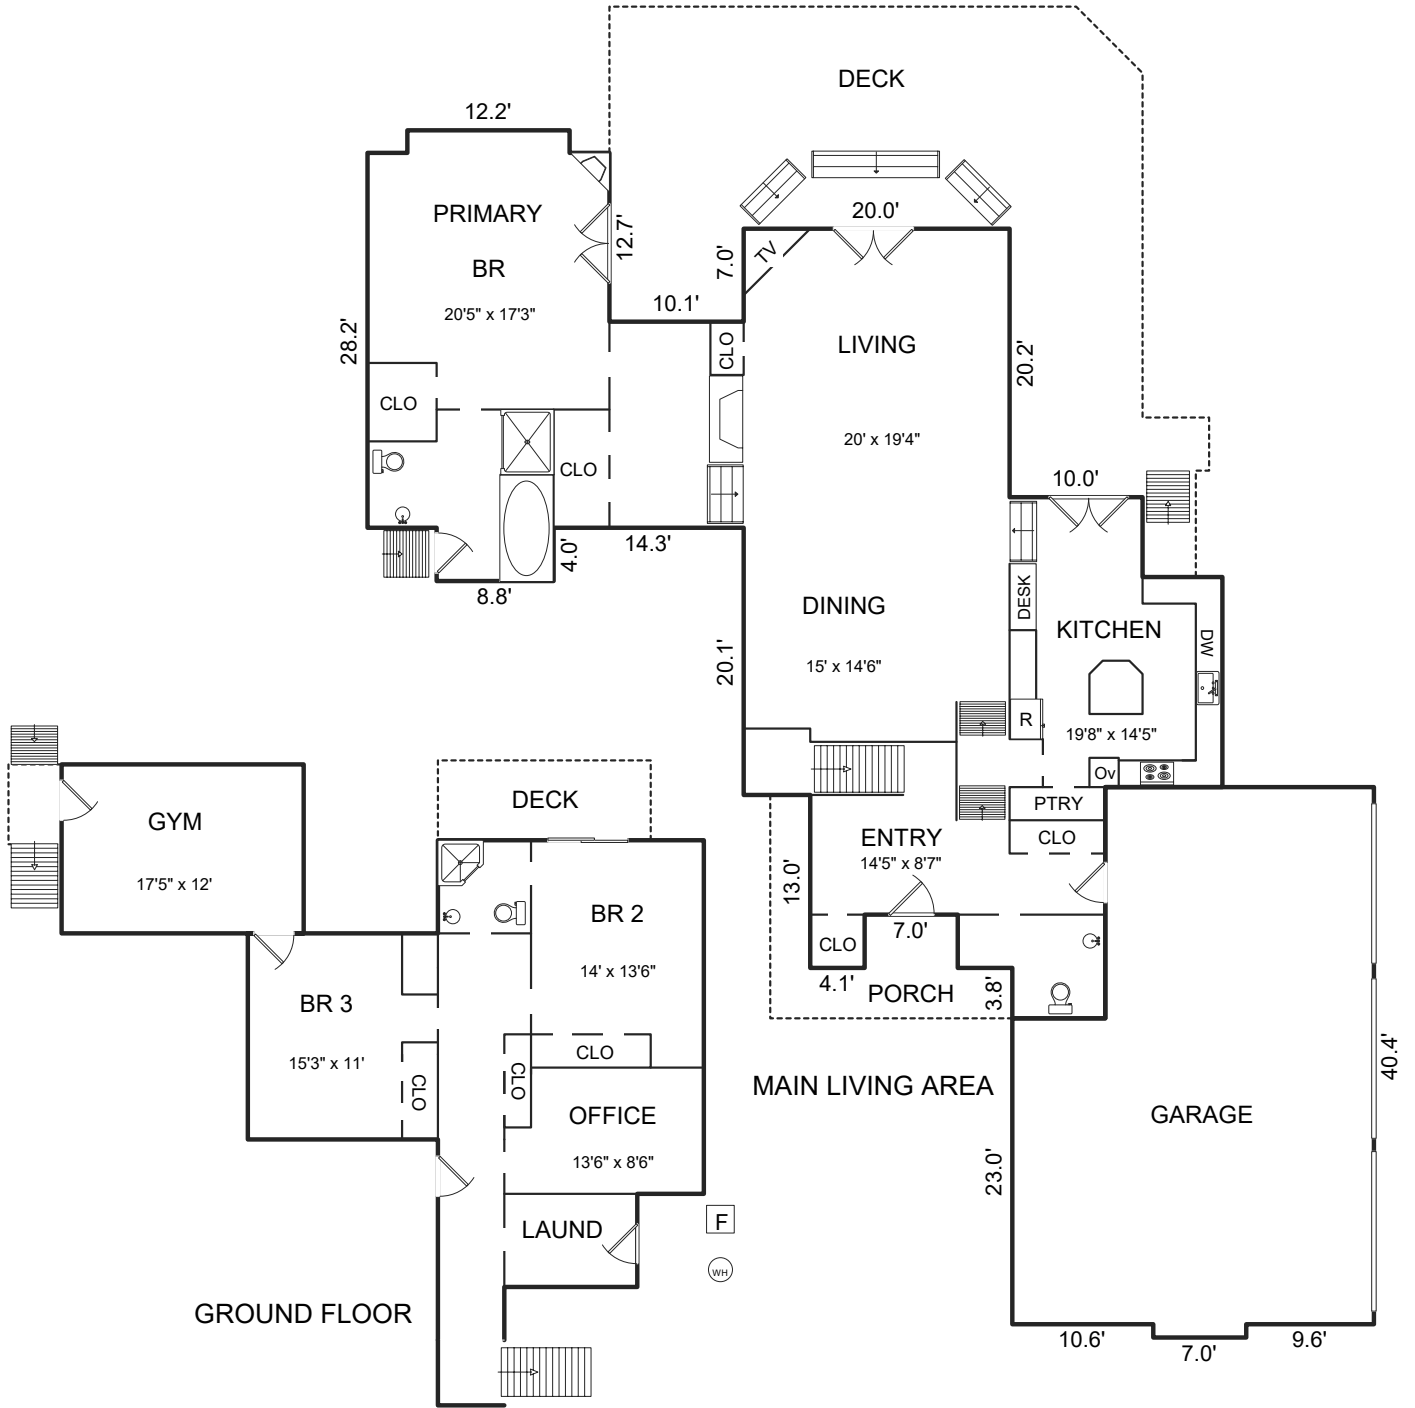 DECK
12.2'
PRIMARY
BR
20'5" x 17'3"
12.7'
28.2'
10.1'
7.0'
TV
20.0'
CLO
LIVING
20' x 19'4"
20.2'
CLO
CLO
14.3'
4.0'
8.8'
10.0'
DESK
KITCHEN
DW
19'8" x 14'5"
R
Ov
PTRY
CLO
DINING
15' x 14'6"
20.1'
ENTRY
14'5" x 8'7"
13.0'
CLO
7.0'
4.1'
PORCH
3.8'
MAIN LIVING AREA
GARAGE
40.4'
23.0'
10.6'
7.0'
9.6'
GYM
17'5" x 12'
DECK
BR 2
14' x 13'6"
CLO
BR 3
15'3" x 11'
CLO
CLO
OFFICE
13'6" x 8'6"
LAUND
F
WH
GROUND FLOOR